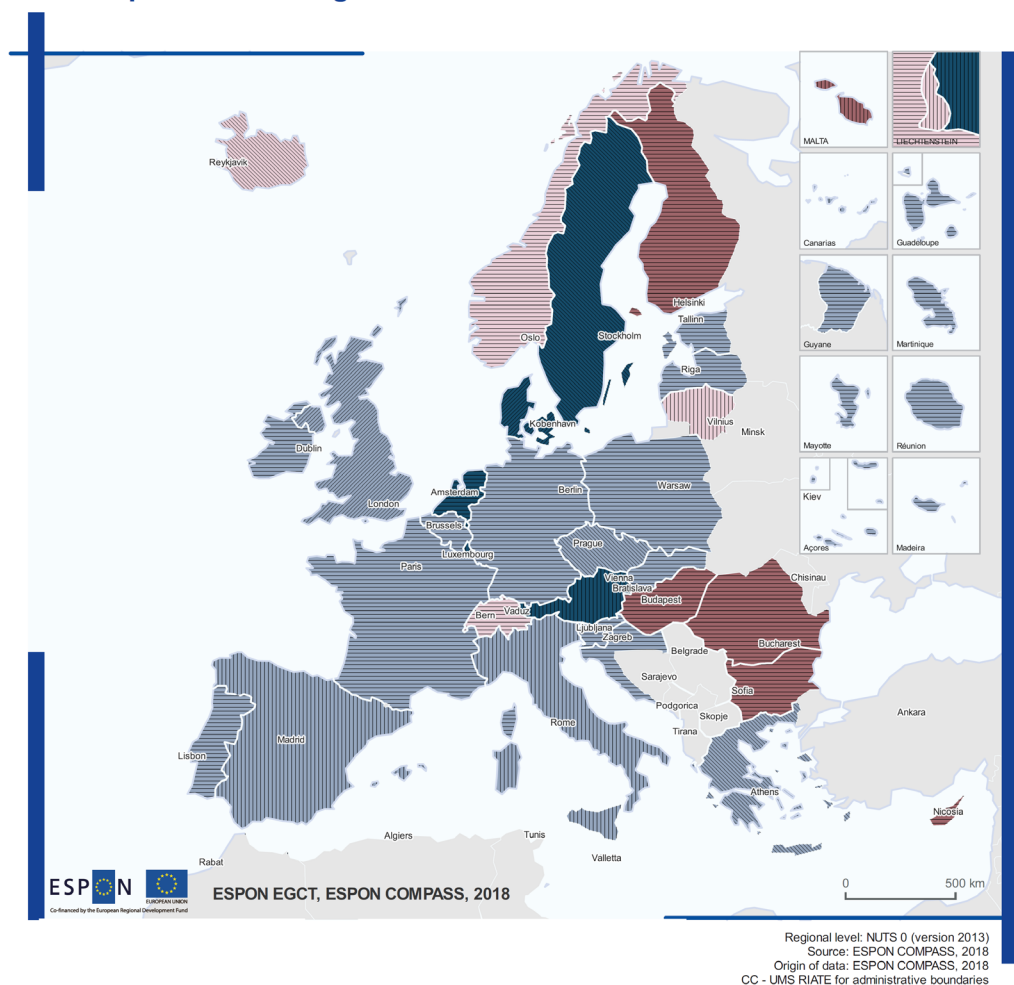 MALTA
LIECHTENSTEIN
Reykjavik
Canarias
Guadeloupe
Helsinki
Tallinn
Oslo
Stockholm
Guyane
Martinique
Riga
København
Vilnius
Minsk
Mayotte
Réunion
Dublin
Amsterdam
Berlin
Warsaw
London
Kiev
Brussels
Prague
Açores
Madeira
Luxembourg
Paris
Vienna
Chisinau
Bratislava
Budapest
Bern
Vaduz
Ljubljana
Zagreb
Bucharest
Belgrade
Sarajevo
Sofia
Podgorica
Skopje
Ankara
Rome
Tirana
Madrid
Lisbon
Athens
Nicosia
Algiers
Tunis
Rabat
Valletta
ESPON
EUROPEAN UNION
Co-financed by the European Regional Development Fund
ESPON EGCT, ESPON COMPASS, 2018
0 500 km
Regional level: NUTS 0 (version 2013)
Source: ESPON COMPASS, 2018
Origin of data: ESPON COMPASS, 2018
CC - UMS RIATE for administrative boundaries